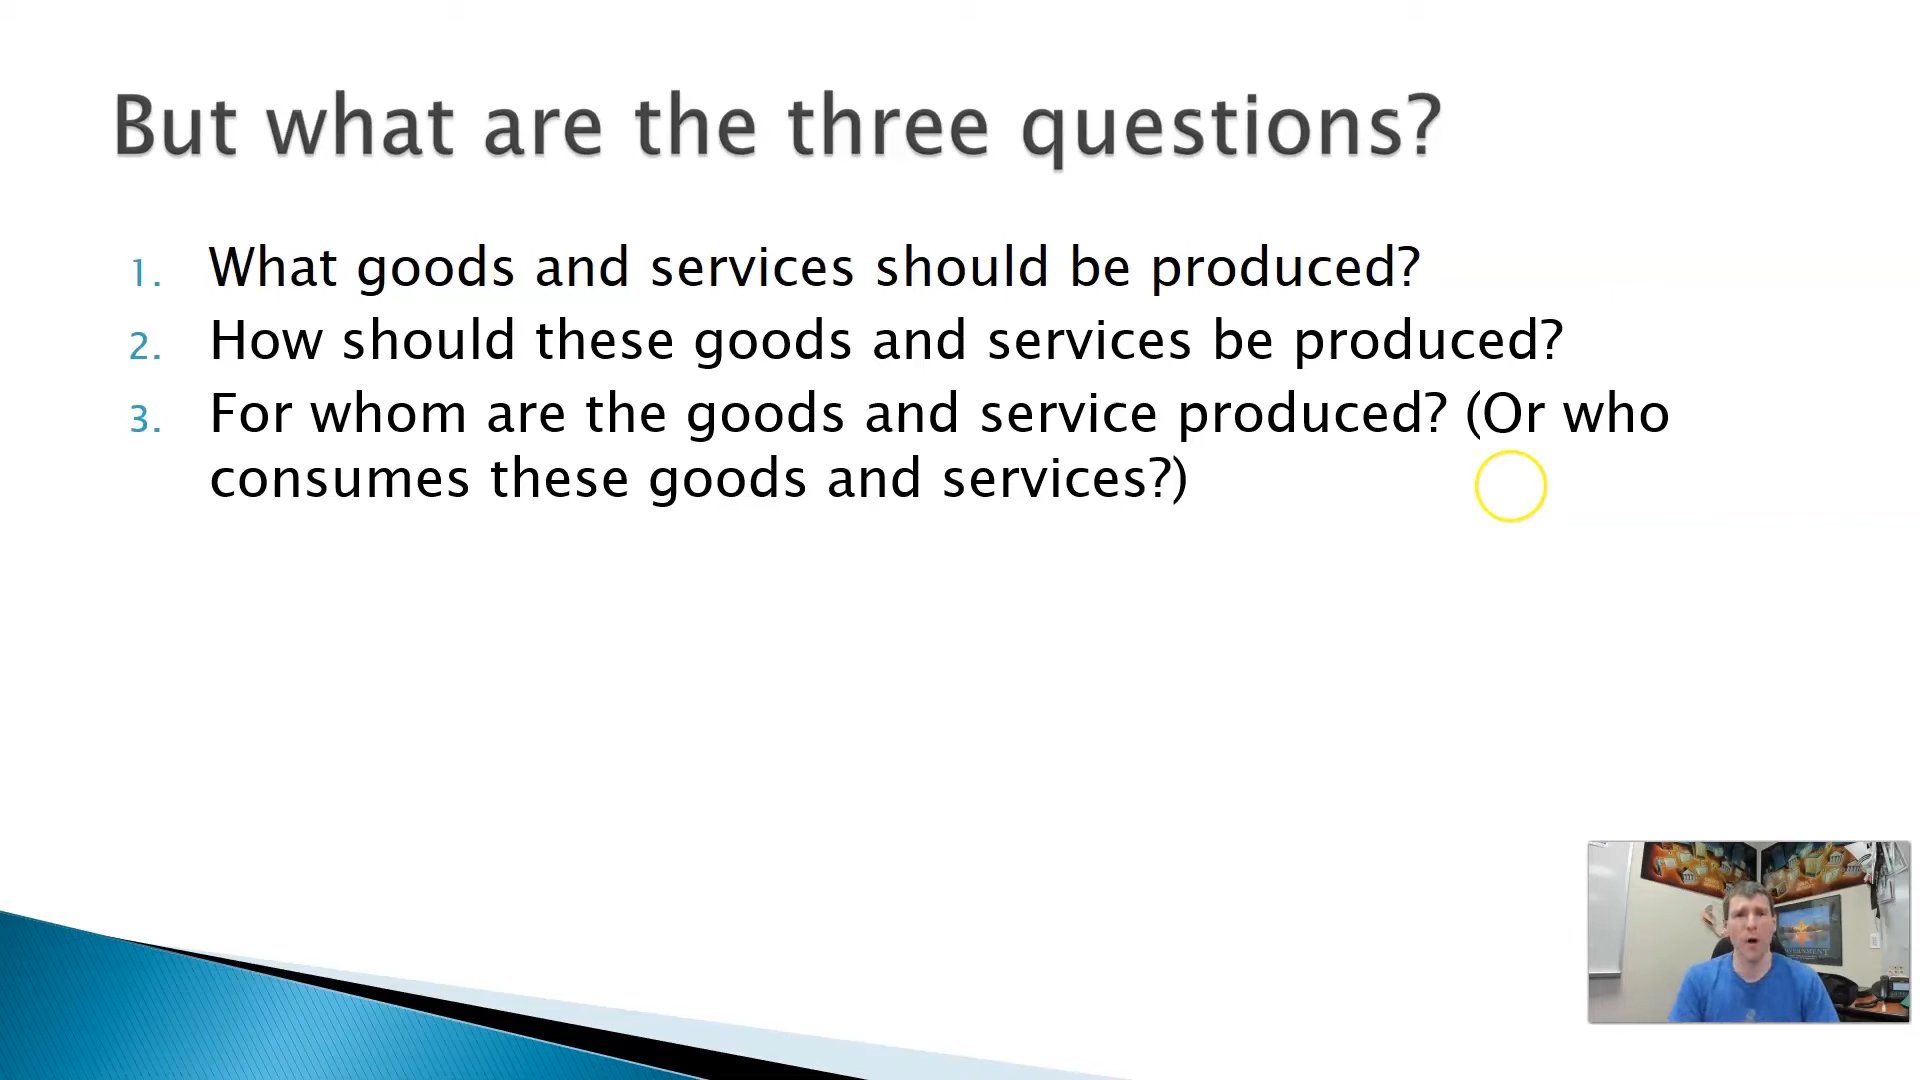 But what are the three questions?
1. What goods and services should be produced?
2. How should these goods and services be produced?
3. For whom are the goods and service produced? (Or who
consumes these goods and services?)